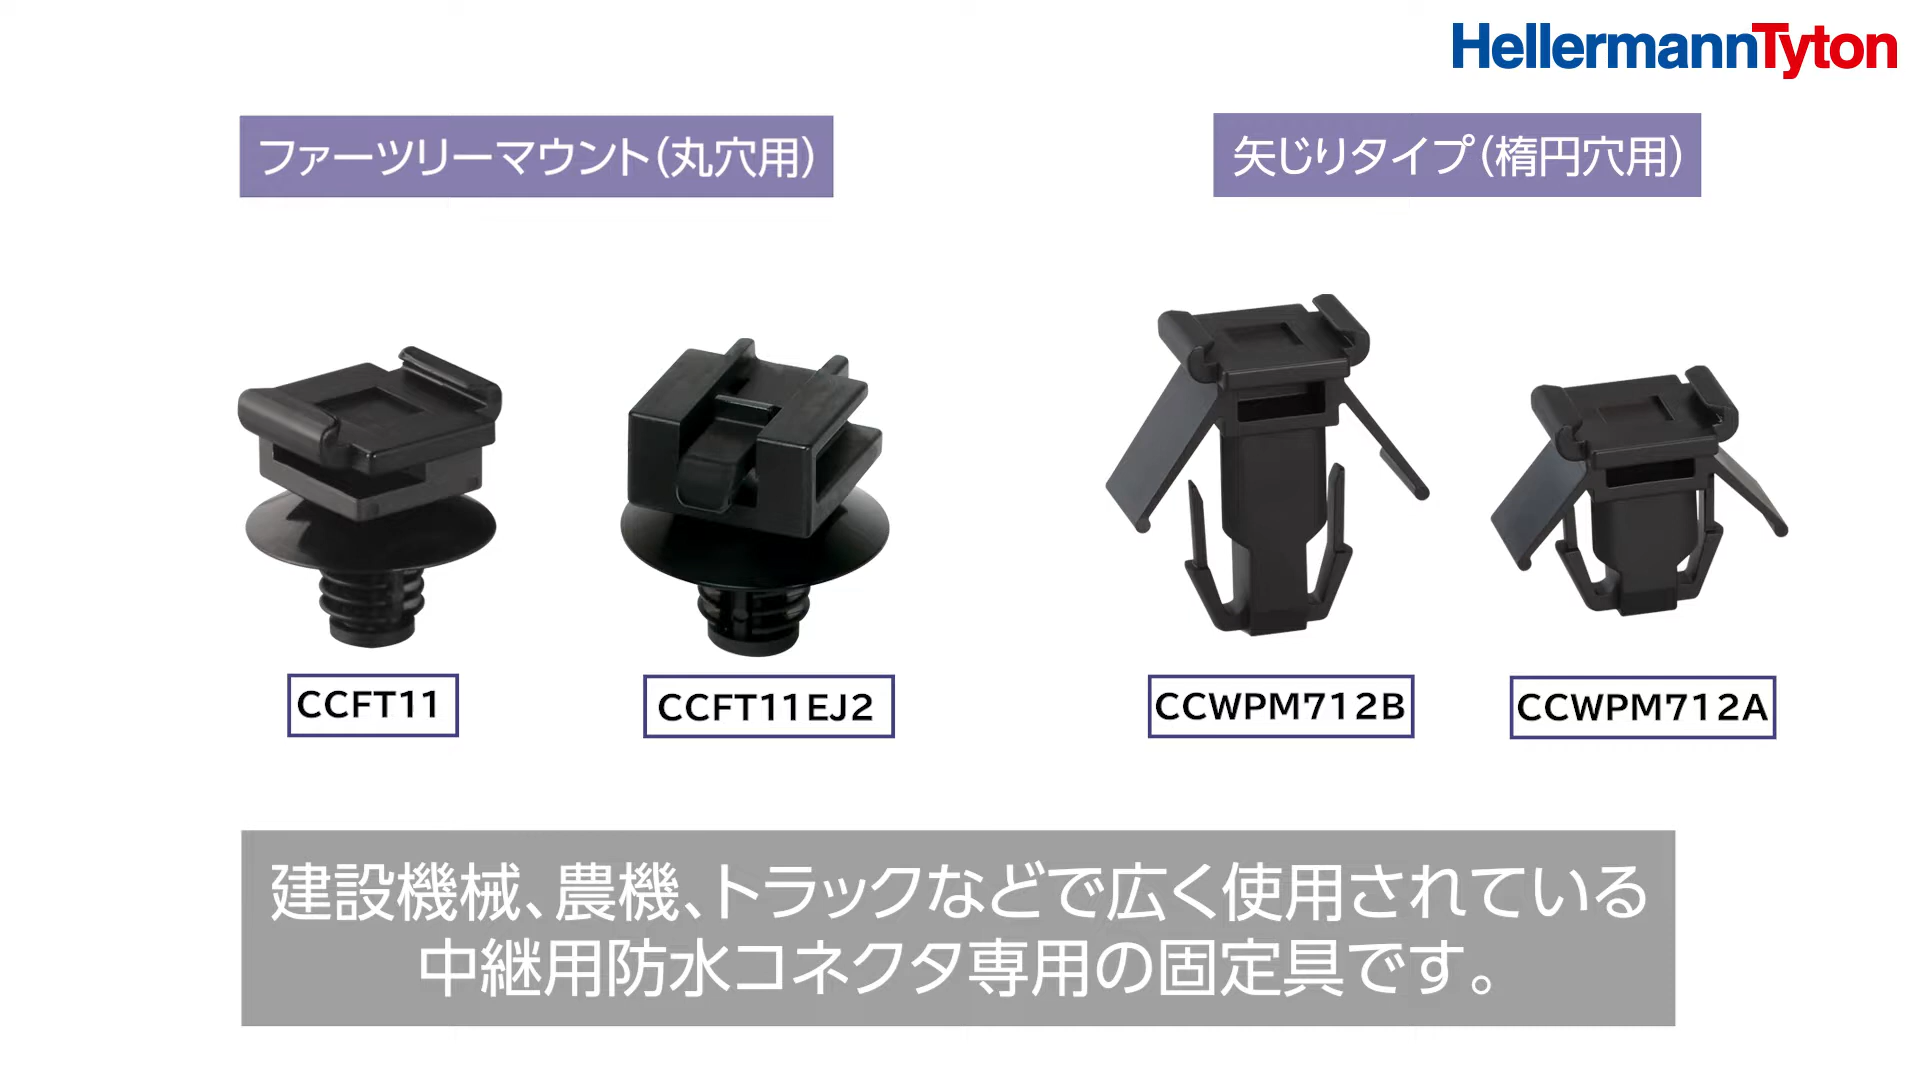 HellermannTyton
ファーツリーマウント（丸穴用）
矢じりタイプ（楕円穴用）
CCFT11
CCFT11EJ2
CCWPM712B
CCWPM712A
建設機械、農機、トラックなどで広く使用されている
中継用防水コネクタ専用の固定具です。